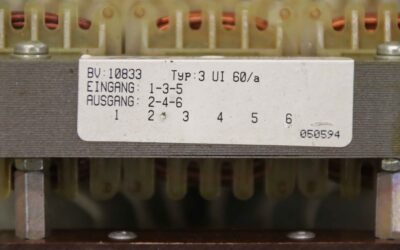 BV:10833 Typ:3 UI 60/a
EINGANG: 1-3-5
AUSGANG: 2-4-6
1 2 3 4 5 6
050594